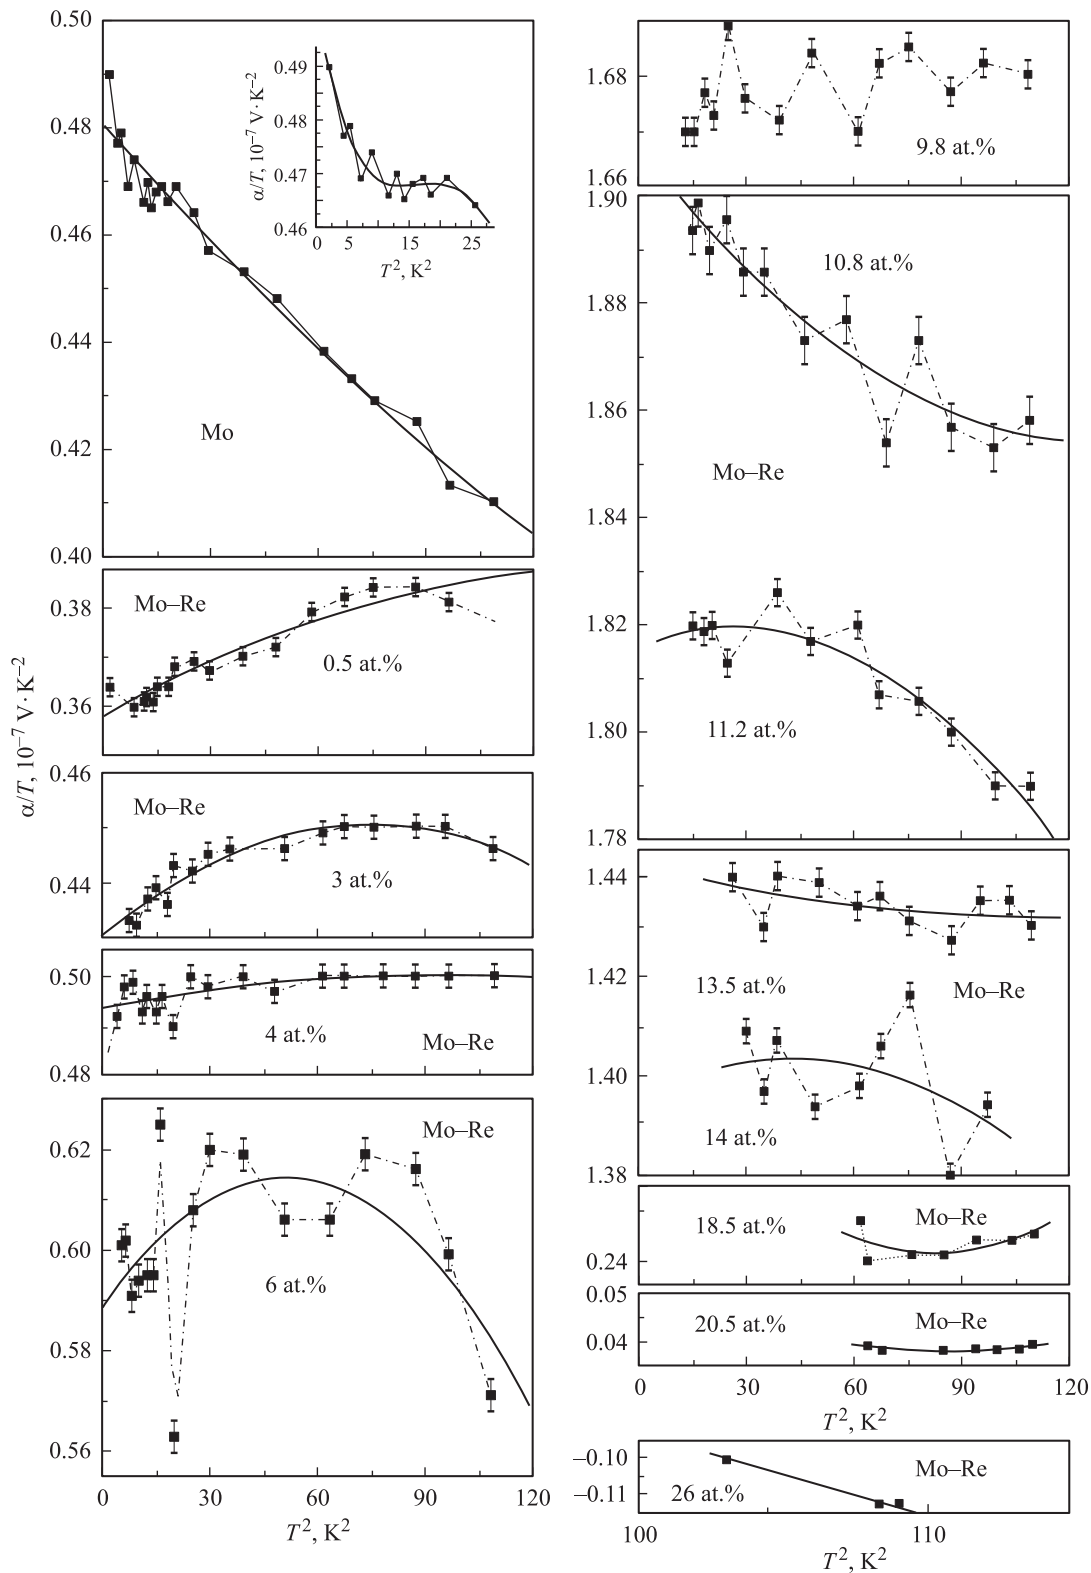 0.50
0.48
0.46
0.44
0.42
0.40
Mo
α/T, 10⁻⁷ V·K⁻²
0.49
0.48
0.47
0.46
0 5 15 25
T², K²
0.38
0.36
Mo–Re
0.5 at.%
α/T, 10⁻⁷ V·K⁻²
0.46
0.44
Mo–Re
3 at.%
0.50
0.48
4 at.%
Mo–Re
0.62
0.60
0.58
0.56
Mo–Re
6 at.%
0 30 60 90 120
T², K²
1.68
1.66
9.8 at.%
1.90
1.88
1.86
1.84
1.82
1.80
1.78
10.8 at.%
Mo–Re
11.2 at.%
1.44
1.42
1.40
1.38
13.5 at.%
Mo–Re
14 at.%
0.24
18.5 at.%
Mo–Re
0.05
0.04
20.5 at.%
Mo–Re
0 30 60 90 120
T², K²
–0.10
–0.11
26 at.%
Mo–Re
100 110
T², K²